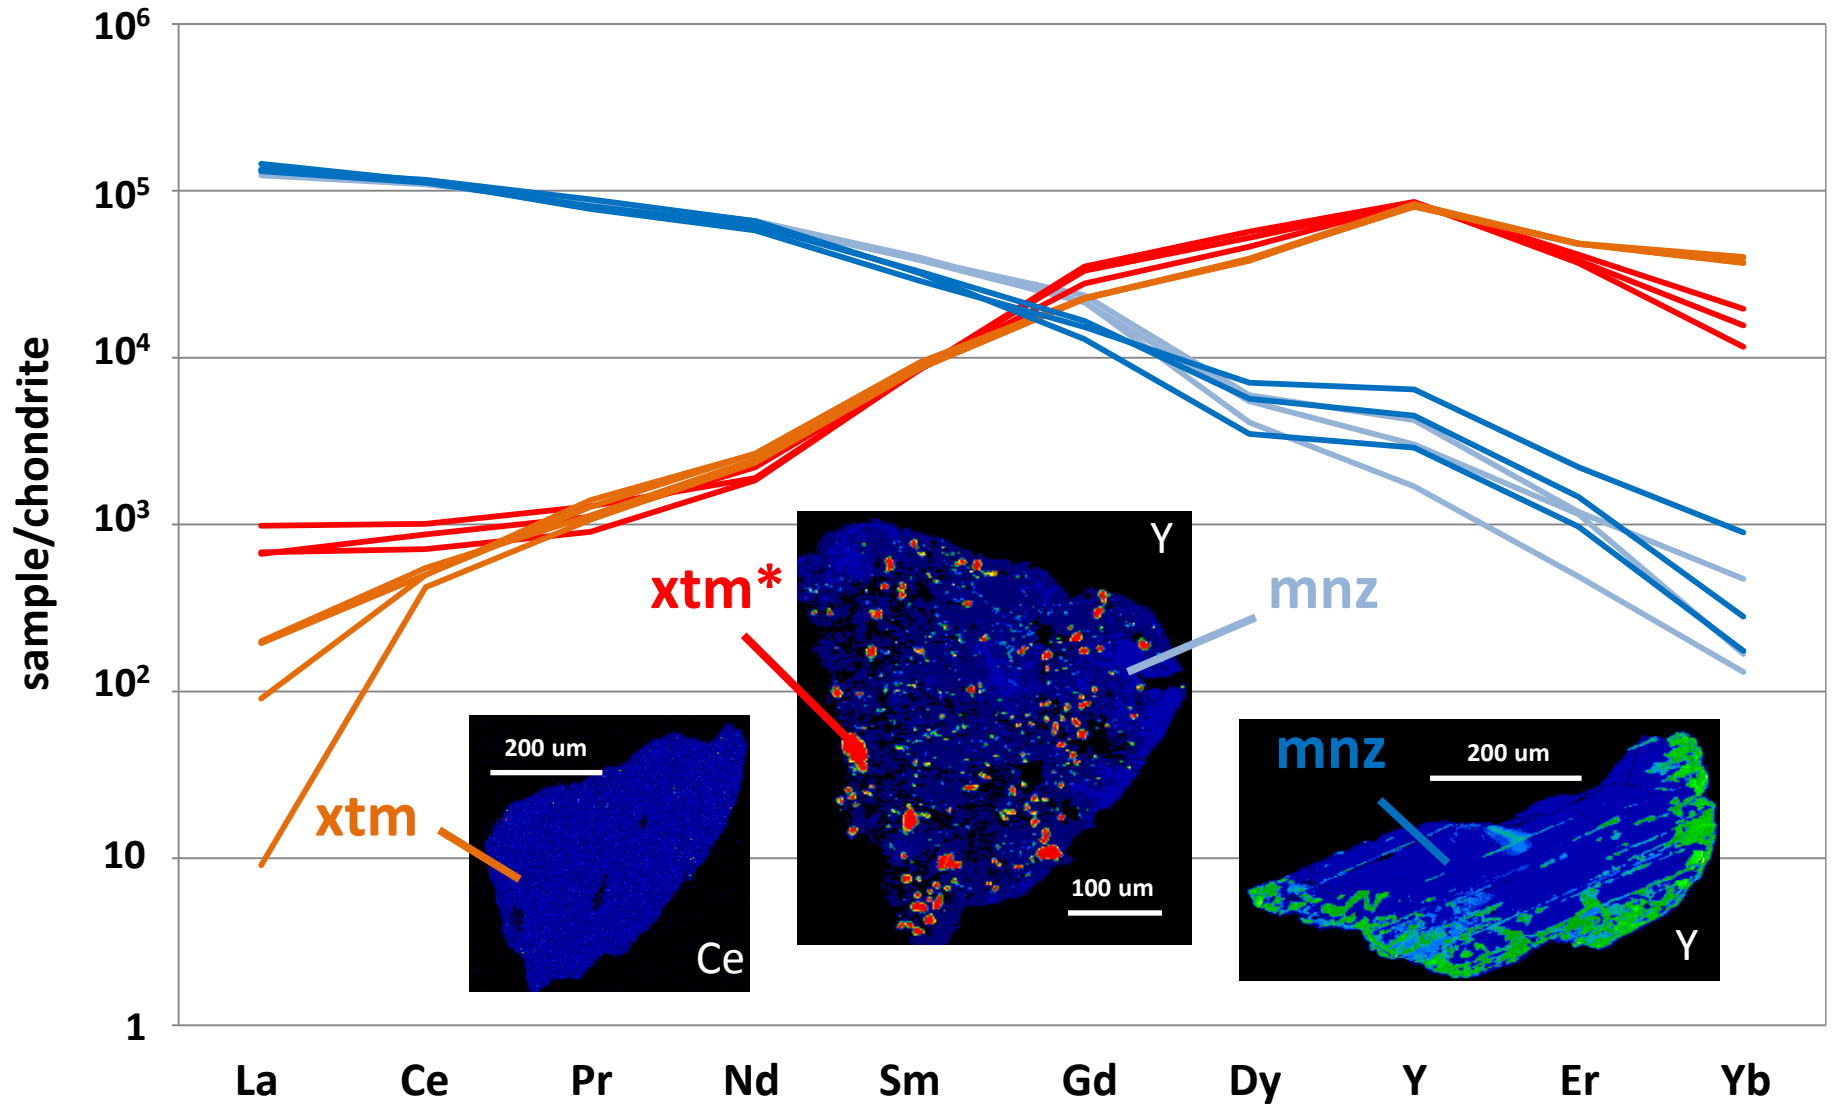 10⁶
10⁵
10⁴
10³
10²
10
1
sample/chondrite
La Ce Pr Nd Sm Gd Dy Y Er Yb
xtm
200 um
Ce
xtm*
Y
mnz
100 um
mnz
200 um
Y